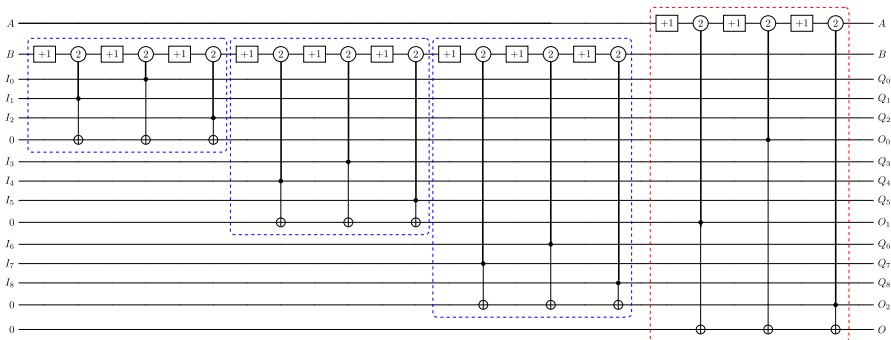 A +1 2 +1 2 +1 2 A
B +1 2 +1 2 +1 2 +1 2 +1 2 +1 2 +1 2 +1 2 +1 2 B
I₀ Q₀
I₁ Q₁
I₂ Q₂
0 O₀
I₃ Q₃
I₄ Q₄
I₅ Q₅
0 O₁
I₆ Q₆
I₇ Q₇
I₈ Q₈
0 O₂
0 O